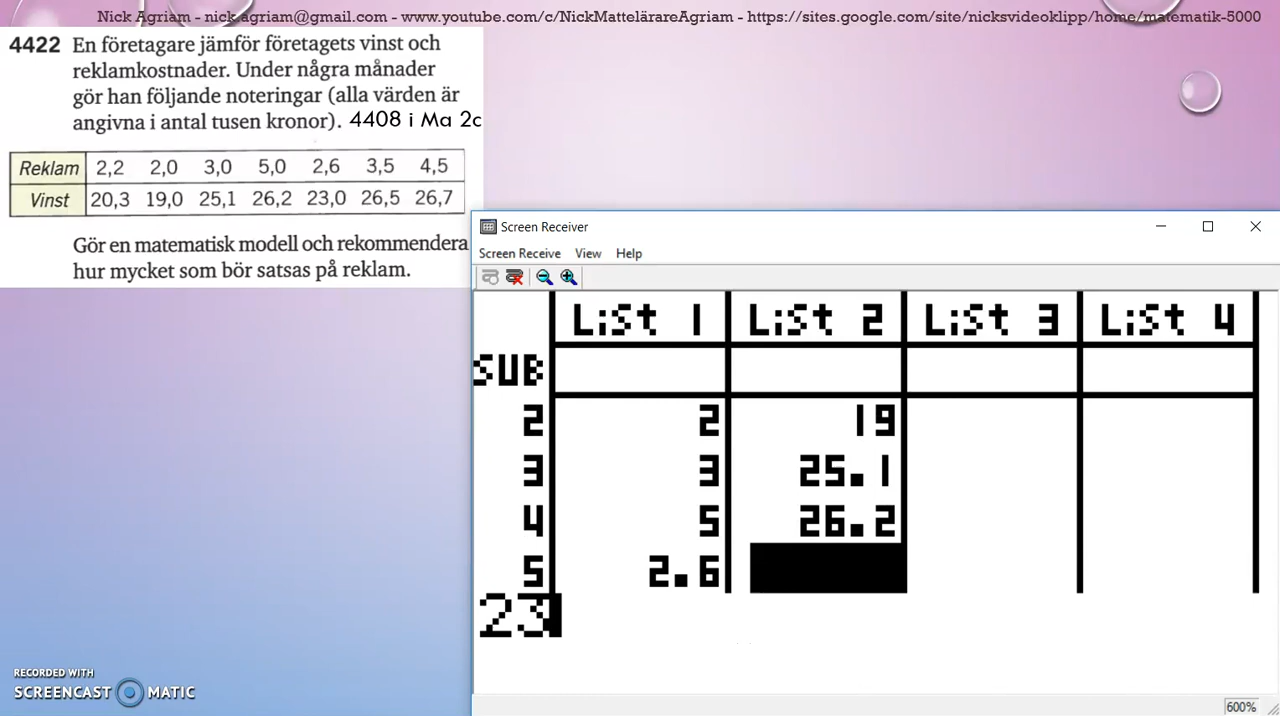 Nick Agriam - nick.agriam@gmail.com - www.youtube.com/c/NickMattelärareAgriam - https://sites.google.com/site/nicksvideoklipp/home/matematik-5000
4422 En företagare jämför företagets vinst och
reklamkostnader. Under några månader
gör han följande noteringar (alla värden är
angivna i antal tusen kronor). 4408 i Ma 2c
Reklam 2,2 2,0 3,0 5,0 2,6 3,5 4,5
Vinst 20,3 19,0 25,1 26,2 23,0 26,5 26,7
Gör en matematisk modell och rekommendera
hur mycket som bör satsas på reklam.
Screen Receiver
Screen Receive View Help
List 1 List 2 List 3 List 4
SUB
2 2 19
3 3 25.1
4 5 26.2
5 2.6
23
600%
RECORDED WITH
SCREENCAST MATIC